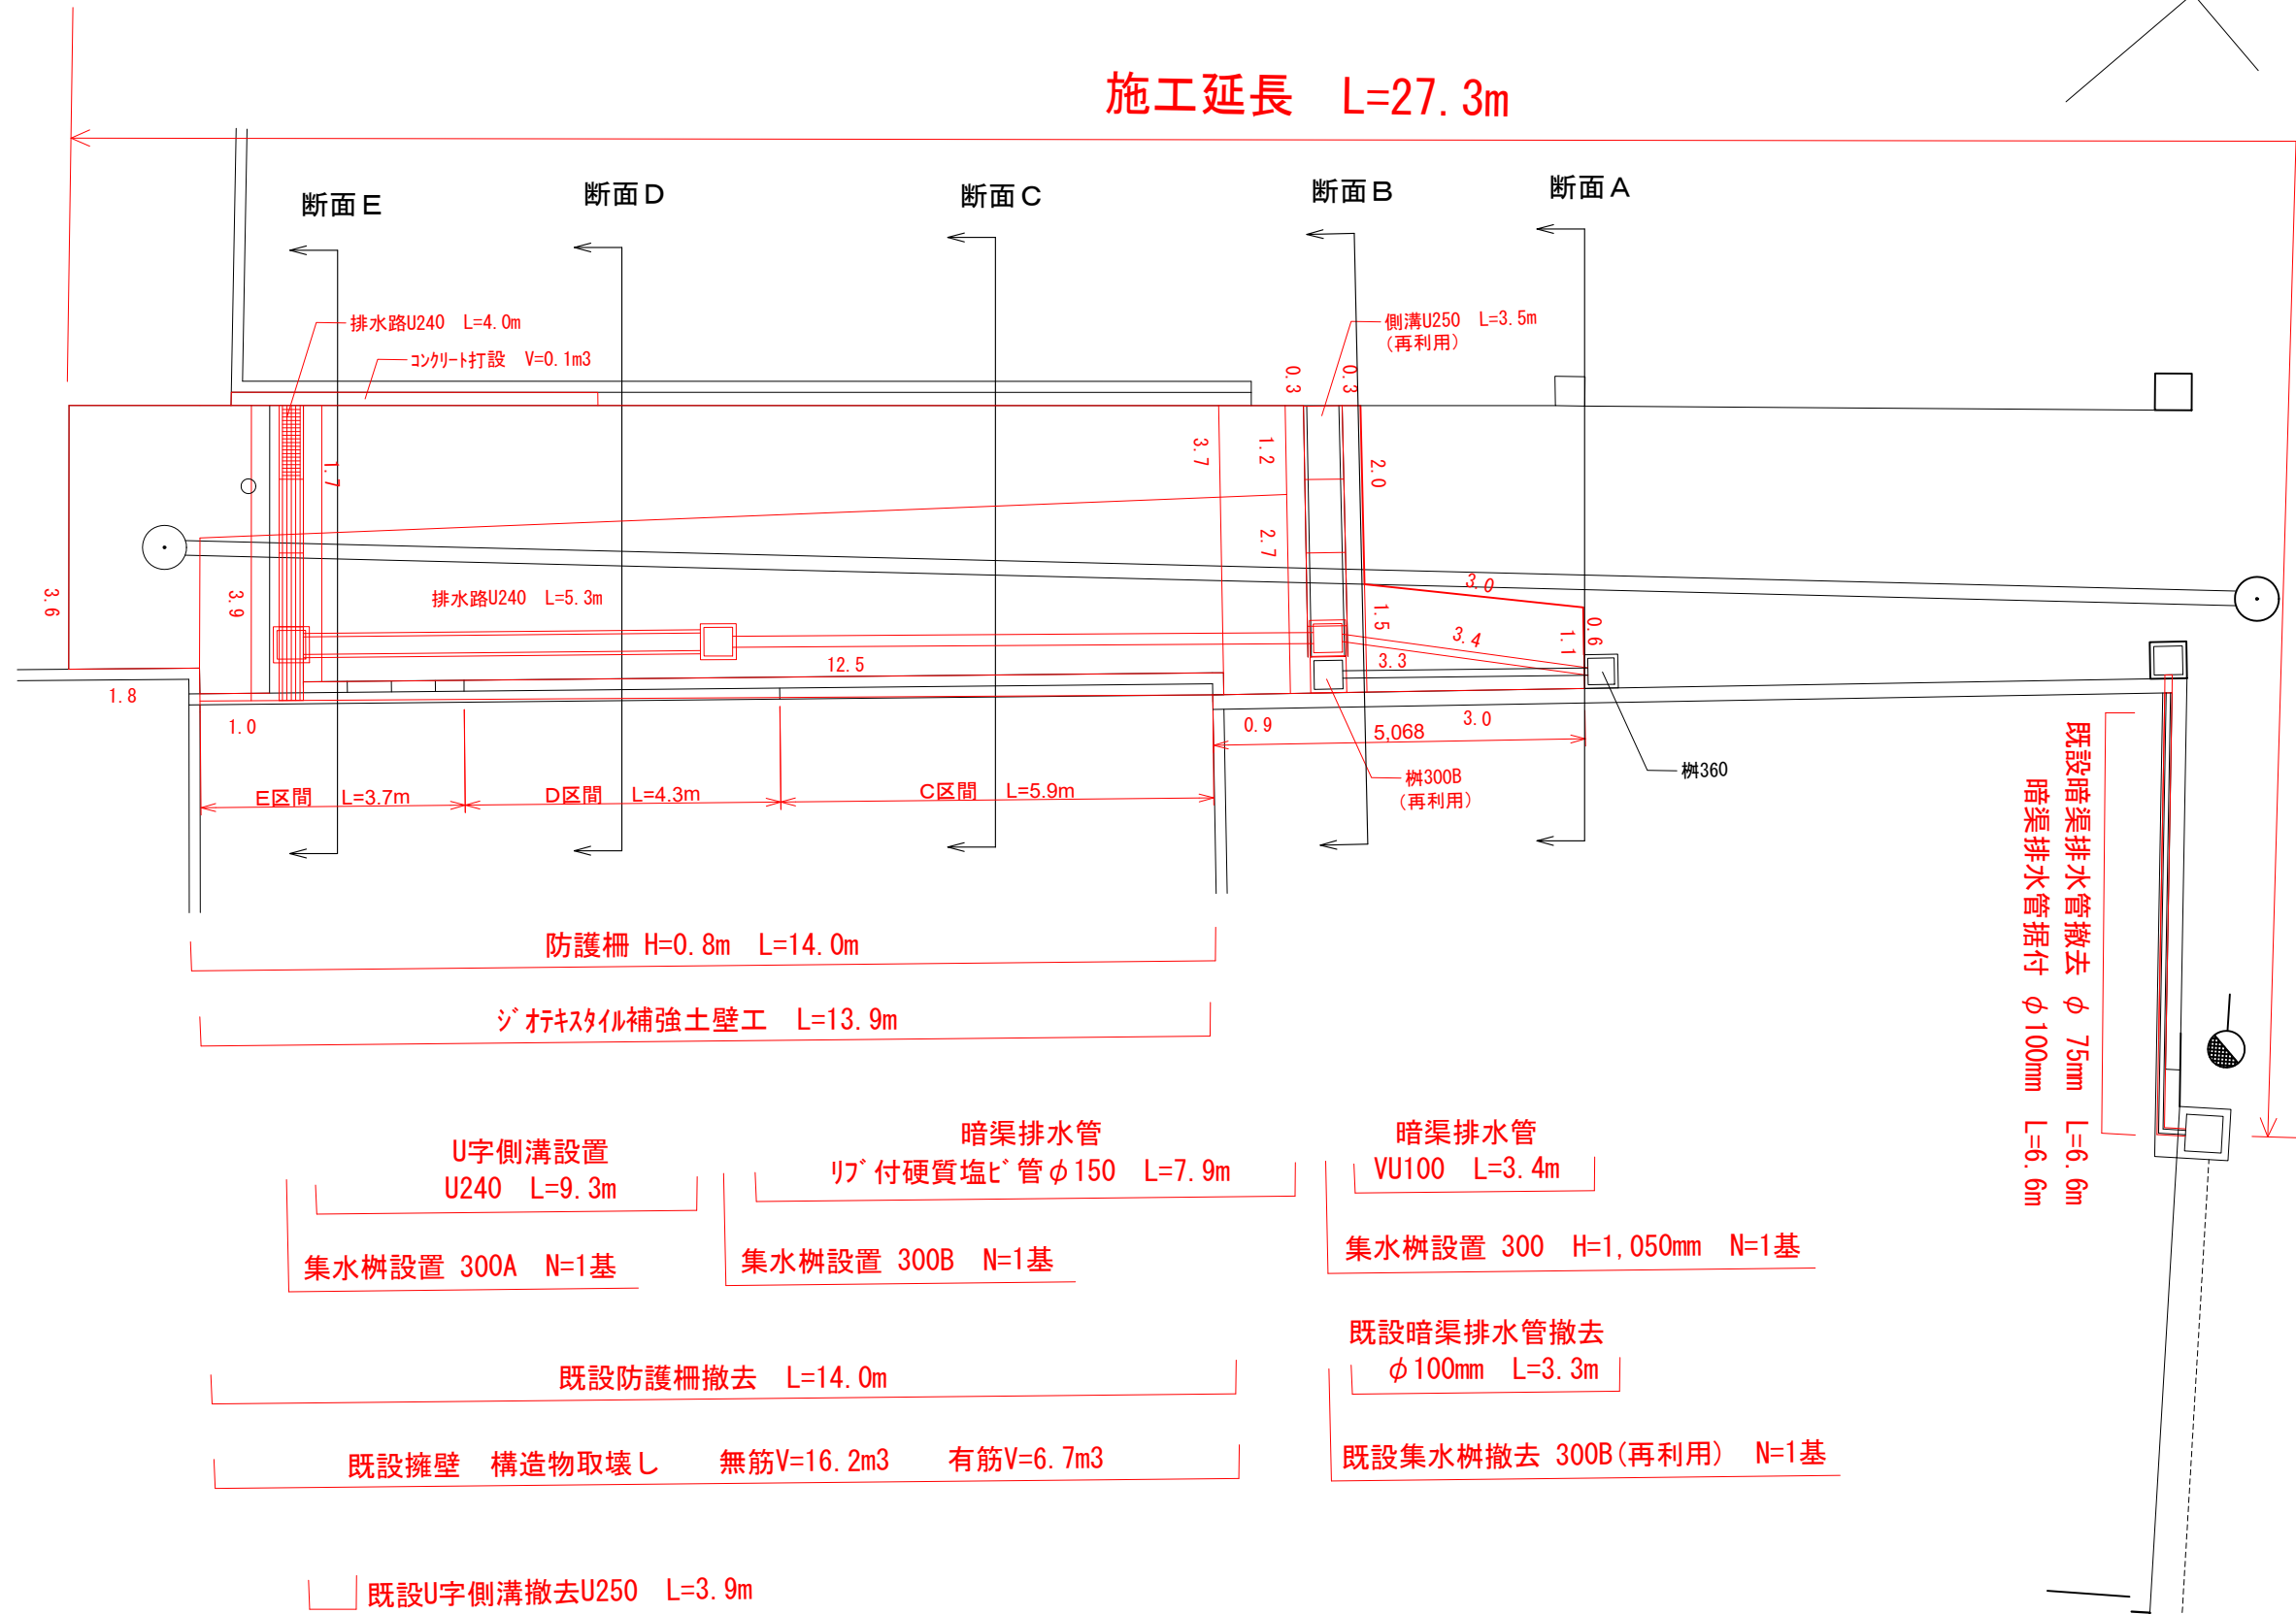 施工延長　L=27.3m
断面E
断面D
断面C
断面B
断面A
排水路U240　L=4.0m
コンクリート打設　V=0.1m3
側溝U250　L=3.5m
(再利用)
0.3
0.3
1.7
3.7
1.2
2.0
2.7
3.6
3.9
排水路U240　L=5.3m
3.0
1.5
3.4
1.1
0.6
12.5
3.3
1.8
1.0
0.9
5,068
3.0
桝300B
(再利用)
桝360
E区間　L=3.7m
D区間　L=4.3m
C区間　L=5.9m
既設暗渠排水管撤去　φ 75mm　L=6.6m
暗渠排水管据付　φ100mm　L=6.6m
防護柵 H=0.8m　L=14.0m
ジオテキスタイル補強土壁工　L=13.9m
U字側溝設置
U240　L=9.3m
暗渠排水管
リブ付硬質塩ビ管φ150　L=7.9m
暗渠排水管
VU100　L=3.4m
集水桝設置 300A　N=1基
集水桝設置 300B　N=1基
集水桝設置 300　H=1,050mm　N=1基
既設暗渠排水管撤去
φ100mm　L=3.3m
既設防護柵撤去　L=14.0m
既設擁壁　構造物取壊し　　無筋V=16.2m3　　有筋V=6.7m3
既設集水桝撤去 300B(再利用)　N=1基
既設U字側溝撤去U250　L=3.9m